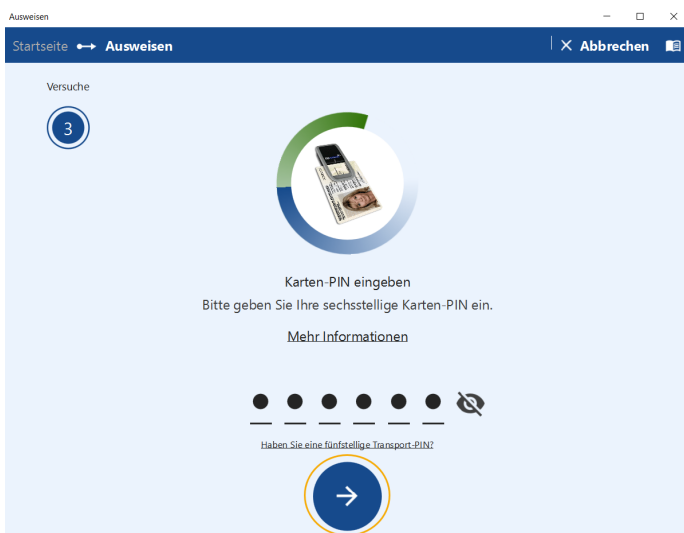 Ausweisen
Startseite Ausweisen Abbrechen
Versuche
3
Karten-PIN eingeben
Bitte geben Sie Ihre sechsstellige Karten-PIN ein.
Mehr Informationen
Haben Sie eine fünfstellige Transport-PIN?